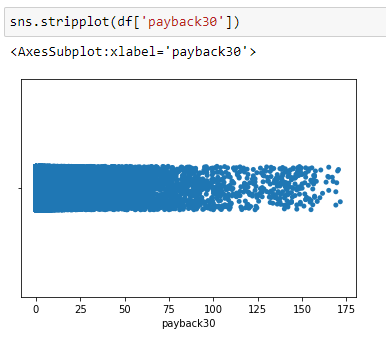 sns.stripplot(df['payback30'])
<AxesSubplot:xlabel='payback30'>
0 25 50 75 100 125 150 175
payback30